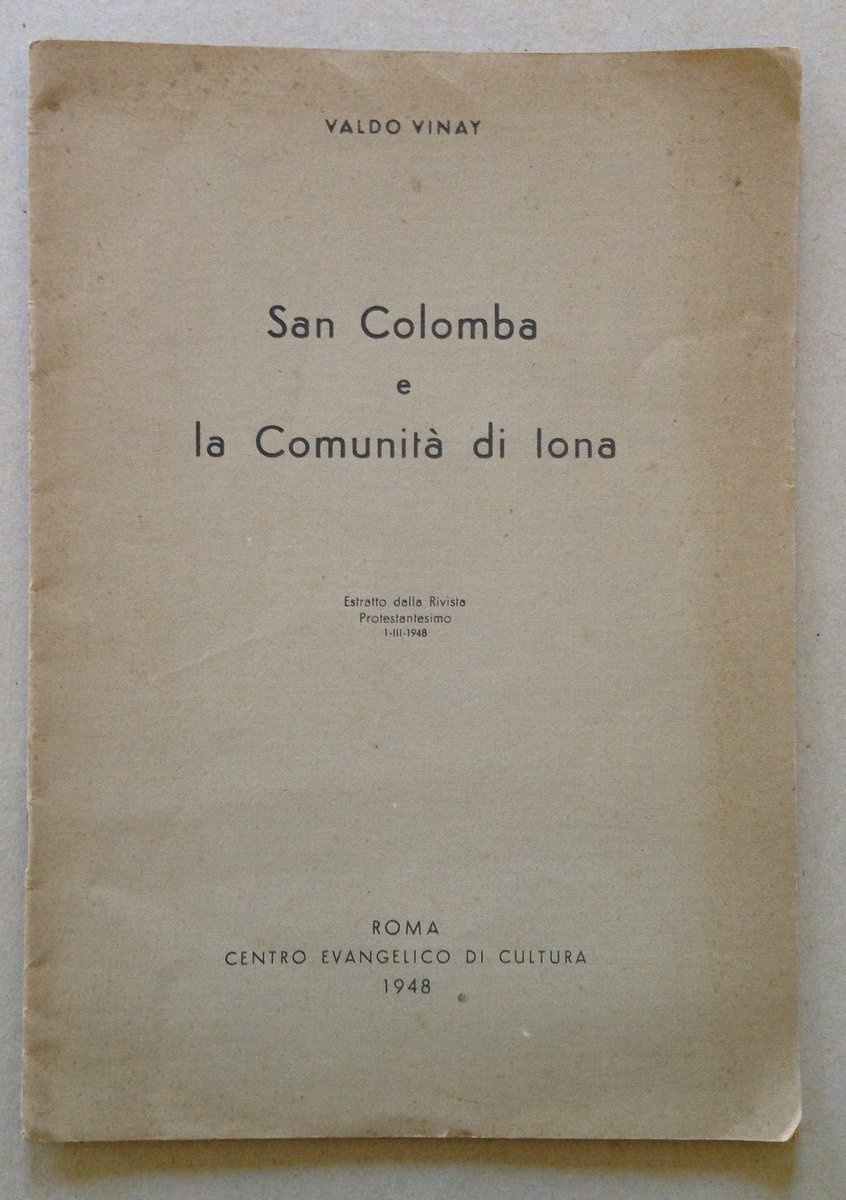 VALDO VINAY
San Colomba
e
la Comunità di Iona
Estratto dalla Rivista
Protestantesimo
1-III-1948
ROMA
CENTRO EVANGELICO DI CULTURA
1948